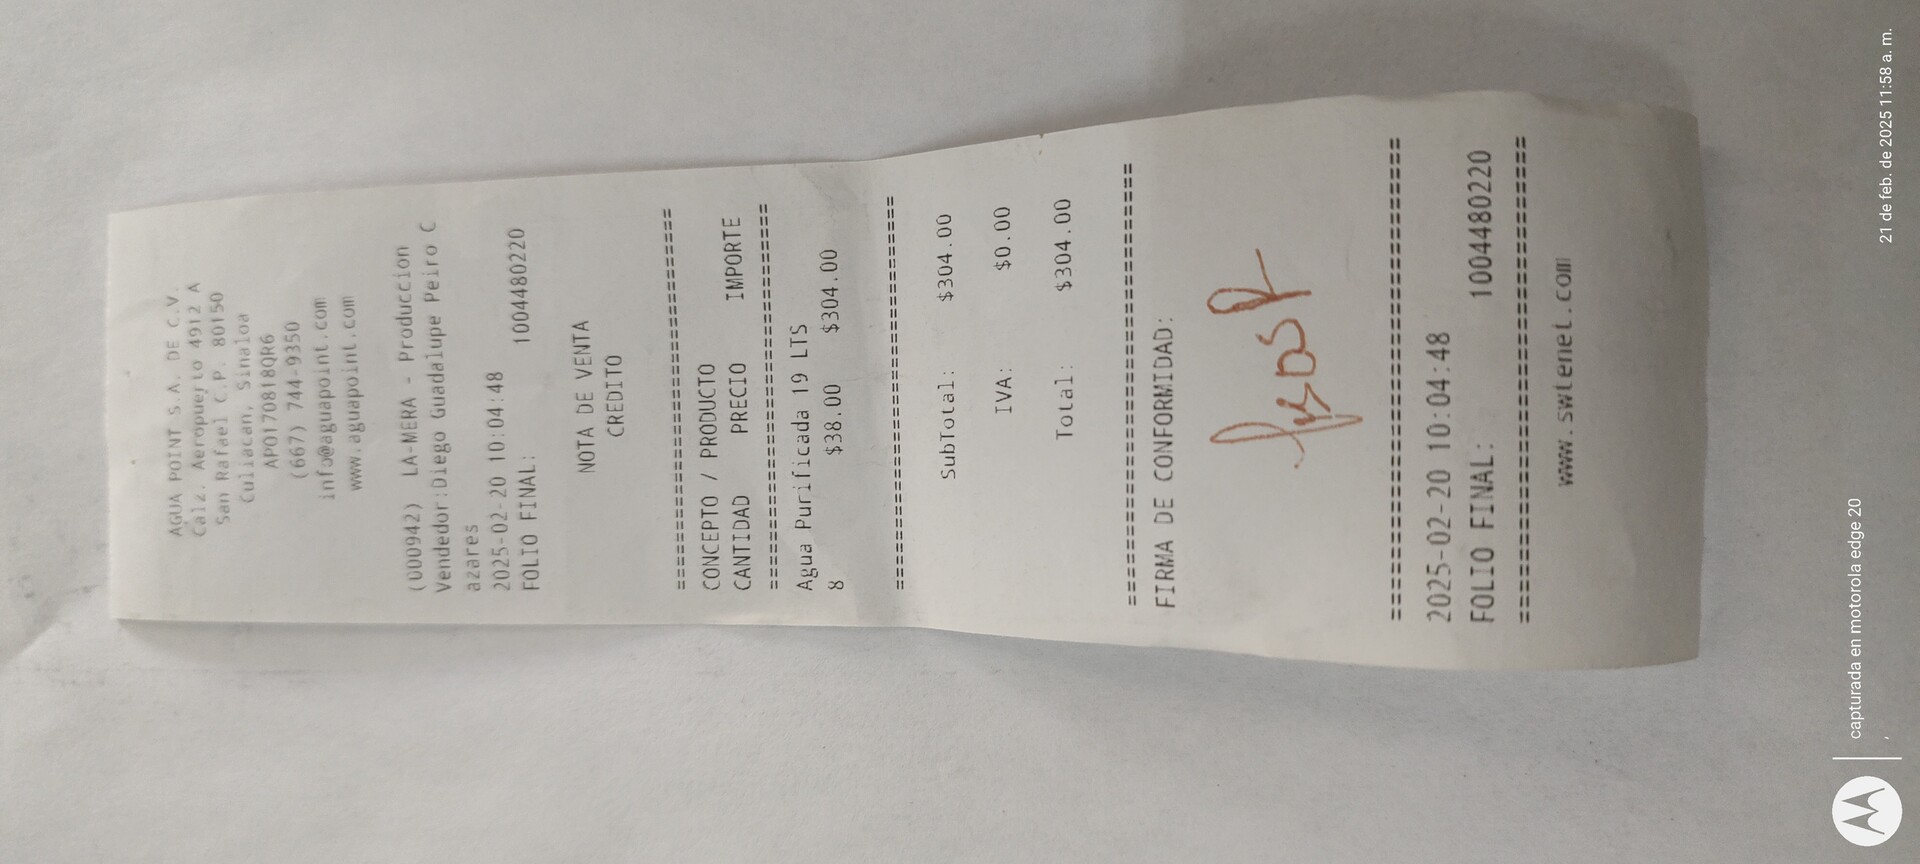 AGUA POINT S.A. DE C.V.
Calz. Aeropuerto 4912 A
San Rafael C.P. 80150
Culiacan, Sinaloa
APO170818QR6
(667) 744-9350
info@aguapoint.com
www.aguapoint.com
(000942) LA-MERA - Produccion
Vendedor:Diego Guadalupe Peiro C
azares
2025-02-20 10:04:48
FOLIO FINAL: 100448022​0
NOTA DE VENTA
CREDITO
================================
CONCEPTO / PRODUCTO
CANTIDAD PRECIO IMPORTE
================================
Agua Purificada 19 LTS
8 $38.00 $304.00
================================
SubTotal: $304.00
IVA: $0.00
Total: $304.00
================================
FIRMA DE CONFORMIDAD:
================================
2025-02-20 10:04:48
FOLIO FINAL: 1004480220
================================
www.swtenel.com
capturada en motorola edge 20
,
21 de feb. de 2025 11:58 a. m.